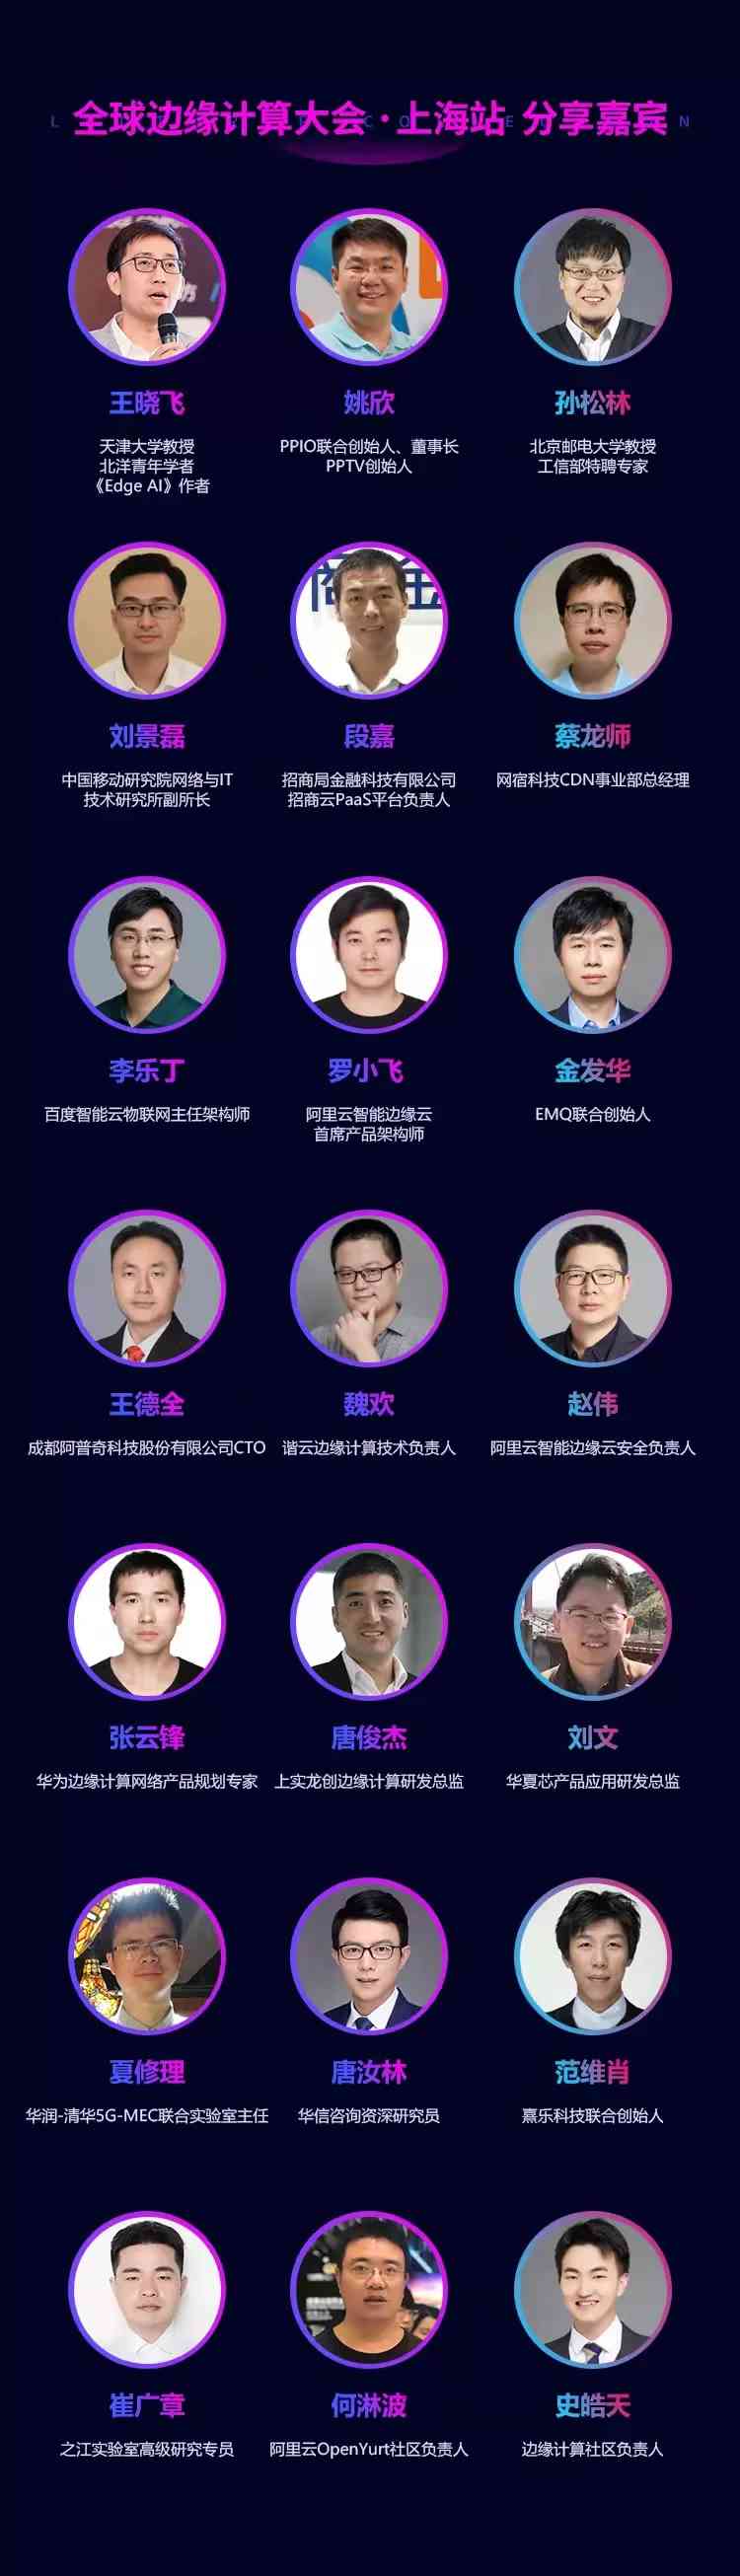 全球边缘计算大会·上海站 分享嘉宾
王晓飞
天津大学教授
北洋青年学者
《Edge AI》作者
姚欣
PPIO联合创始人、董事长
PPTV创始人
孙松林
北京邮电大学教授
工信部特聘专家
刘景磊
中国移动研究院网络与IT
技术研究所副所长
段嘉
招商局金融科技有限公司
招商云PaaS平台负责人
蔡龙师
网宿科技CDN事业部总经理
李乐丁
百度智能云物联网主任架构师
罗小飞
阿里云智能边缘云
首席产品架构师
金发华
EMQ联合创始人
王德全
成都阿普奇科技股份有限公司CTO
魏欢
谐云边缘计算技术负责人
赵伟
阿里云智能边缘云安全负责人
张云锋
华为边缘计算网络产品规划专家
唐俊杰
上实龙创边缘计算研发总监
刘文
华夏芯产品应用研发总监
夏修理
华润-清华5G-MEC联合实验室主任
唐汝林
华信咨询资深研究员
范维肖
熹乐科技联合创始人
崔广章
之江实验室高级研究专员
何淋波
阿里云OpenYurt社区负责人
史皓天
边缘计算社区负责人